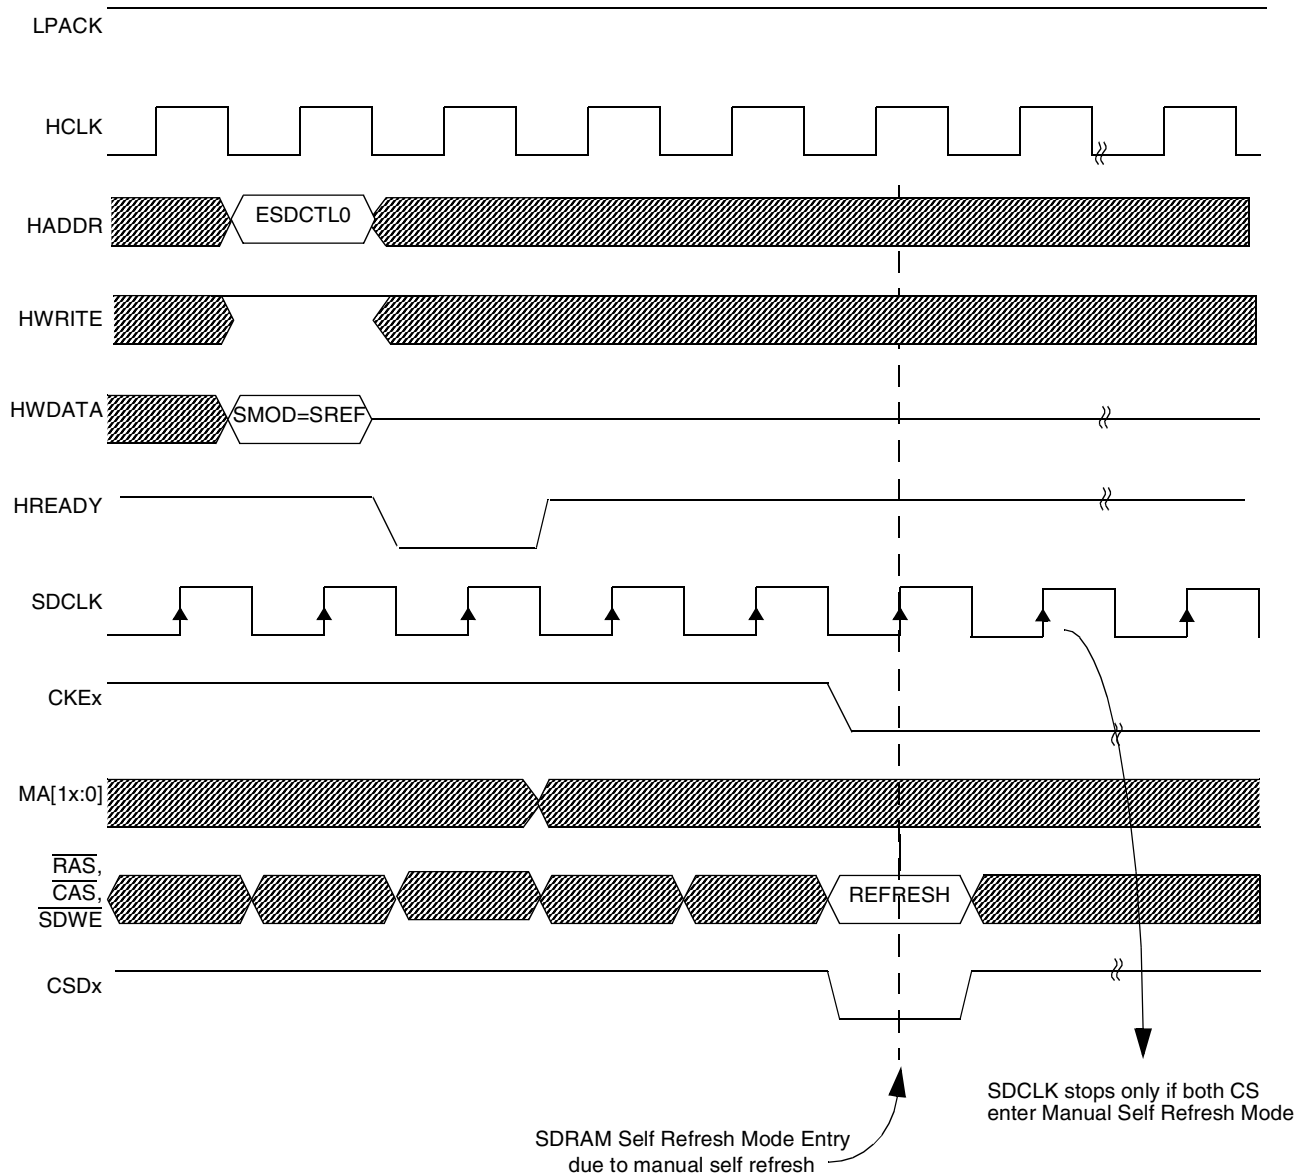 LPACK
HCLK
HADDR
ESDCTL0
HWRITE
HWDATA
SMOD=SREF
HREADY
SDCLK
CKEx
MA[1x:0]
RAS,
CAS,
SDWE
REFRESH
CSDx
SDCLK stops only if both CS
enter Manual Self Refresh Mode
SDRAM Self Refresh Mode Entry
due to manual self refresh